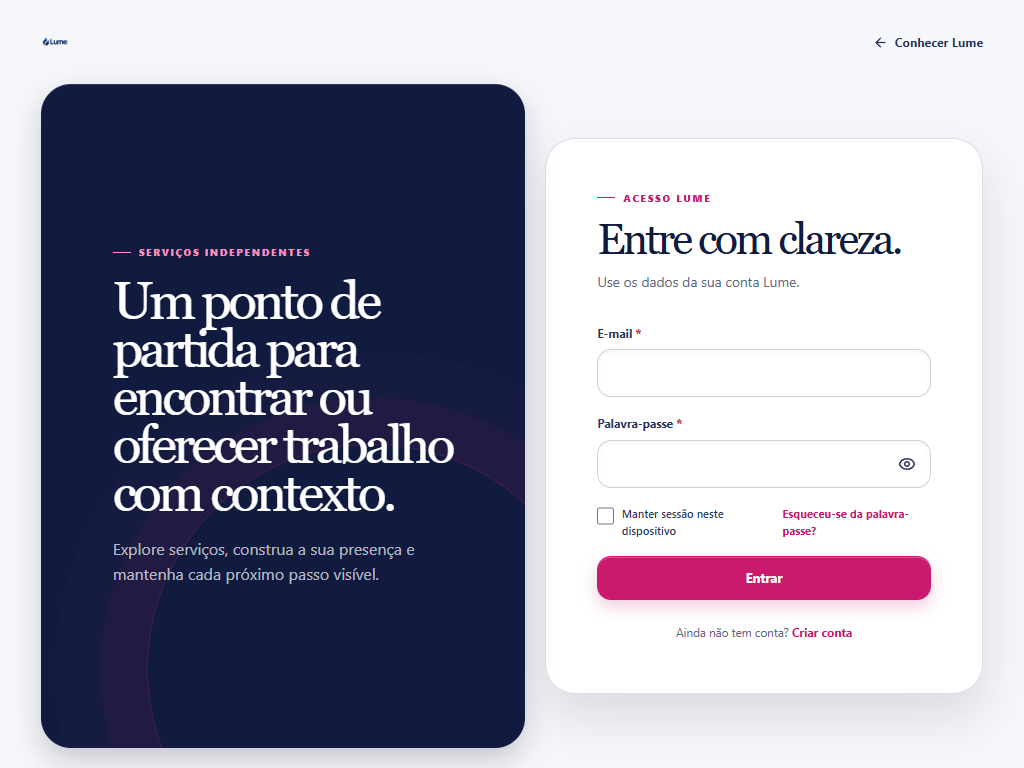 Lume
Conhecer Lume
SERVIÇOS INDEPENDENTES
Um ponto de
partida para
encontrar ou
oferecer trabalho
com contexto.
Explore serviços, construa a sua presença e
mantenha cada próximo passo visível.
ACESSO LUME
Entre com clareza.
Use os dados da sua conta Lume.
E-mail *
Palavra-passe *
Manter sessão neste
dispositivo
Esqueceu-se da palavra-
passe?
Entrar
Ainda não tem conta? Criar conta